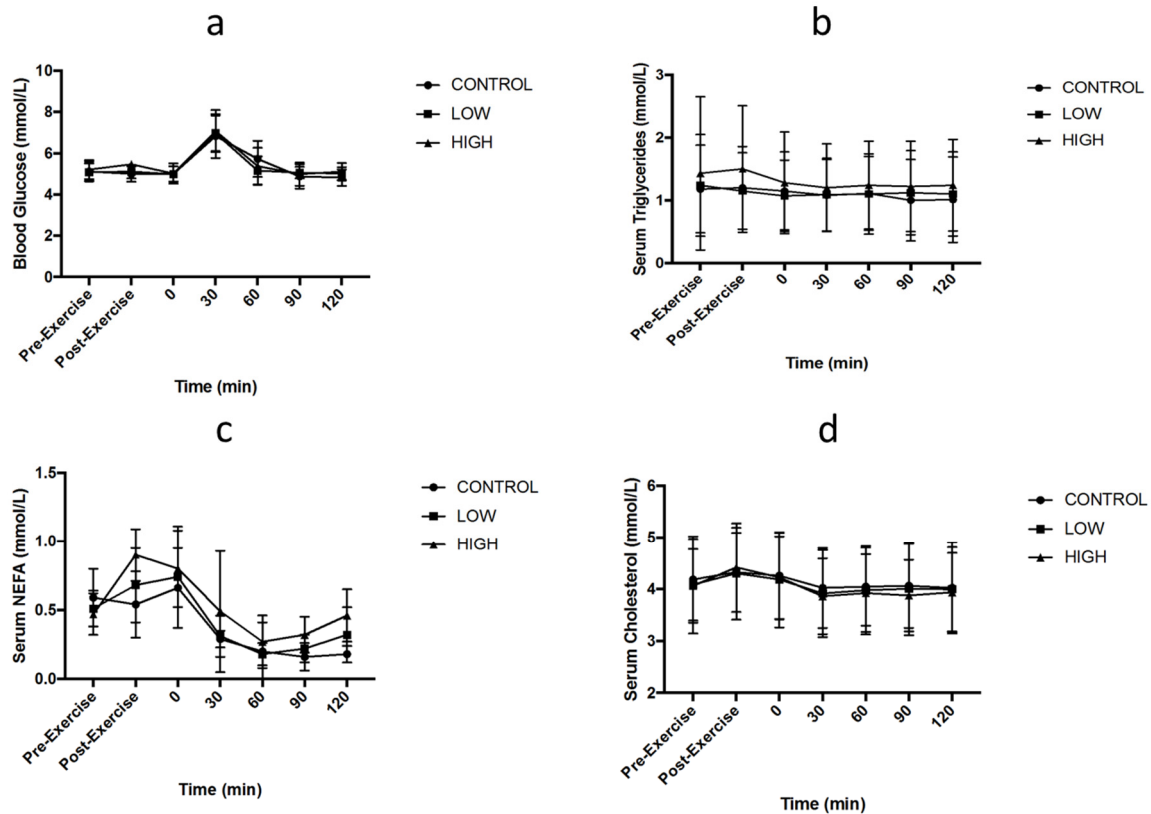 a
Blood Glucose (mmol/L)
10
8
6
4
2
0
Pre-Exercise
Post-Exercise
0
30
60
90
120
Time (min)
CONTROL
LOW
HIGH
b
Serum Triglycerides (mmol/L)
3
2
1
0
Pre-Exercise
Post-Exercise
0
30
60
90
120
Time (min)
CONTROL
LOW
HIGH
c
Serum NEFA (mmol/L)
1.5
1.0
0.5
0.0
Pre-Exercise
Post-Exercise
0
30
60
90
120
Time (min)
CONTROL
LOW
HIGH
d
Serum Cholesterol (mmol/L)
6
5
4
3
2
Pre-Exercise
Post-Exercise
0
30
60
90
120
Time (min)
CONTROL
LOW
HIGH